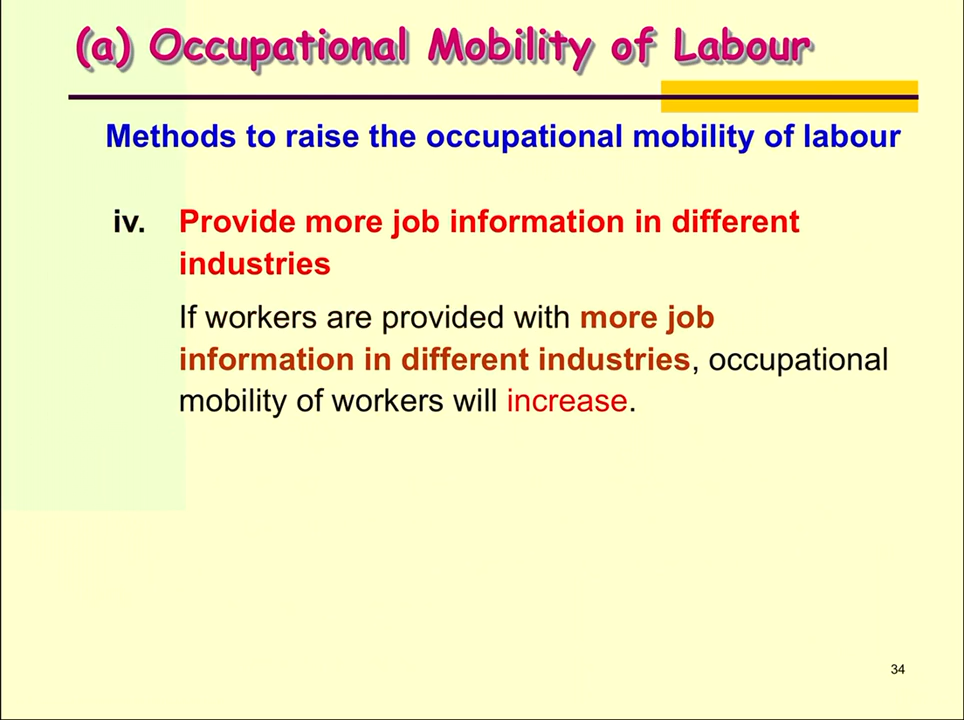 (a) Occupational Mobility of Labour
Methods to raise the occupational mobility of labour
iv. Provide more job information in different
industries
If workers are provided with more job
information in different industries, occupational
mobility of workers will increase.
34